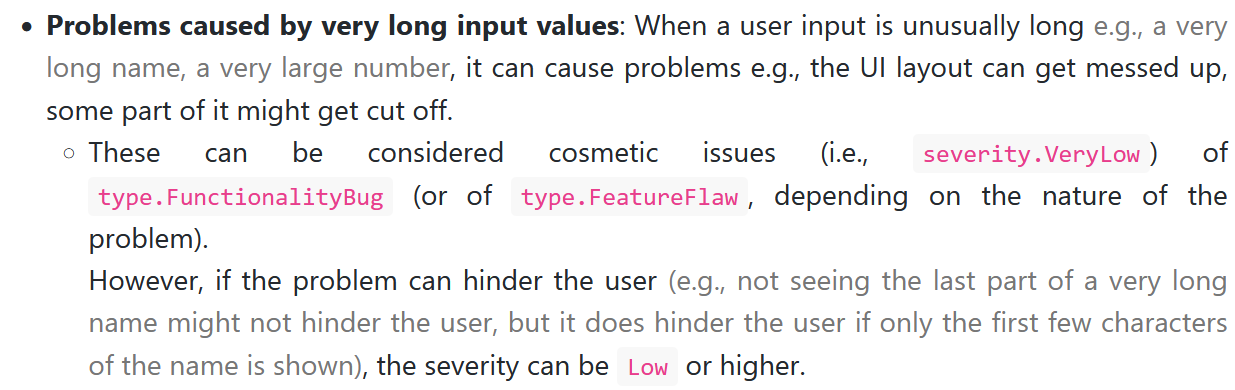 • Problems caused by very long input values: When a user input is unusually long e.g., a very
long name, a very large number, it can cause problems e.g., the UI layout can get messed up,
some part of it might get cut off.
○ These can be considered cosmetic issues (i.e., severity.VeryLow) of
type.FunctionalityBug (or of type.FeatureFlaw, depending on the nature of the
problem).
However, if the problem can hinder the user (e.g., not seeing the last part of a very long
name might not hinder the user, but it does hinder the user if only the first few characters
of the name is shown), the severity can be Low or higher.